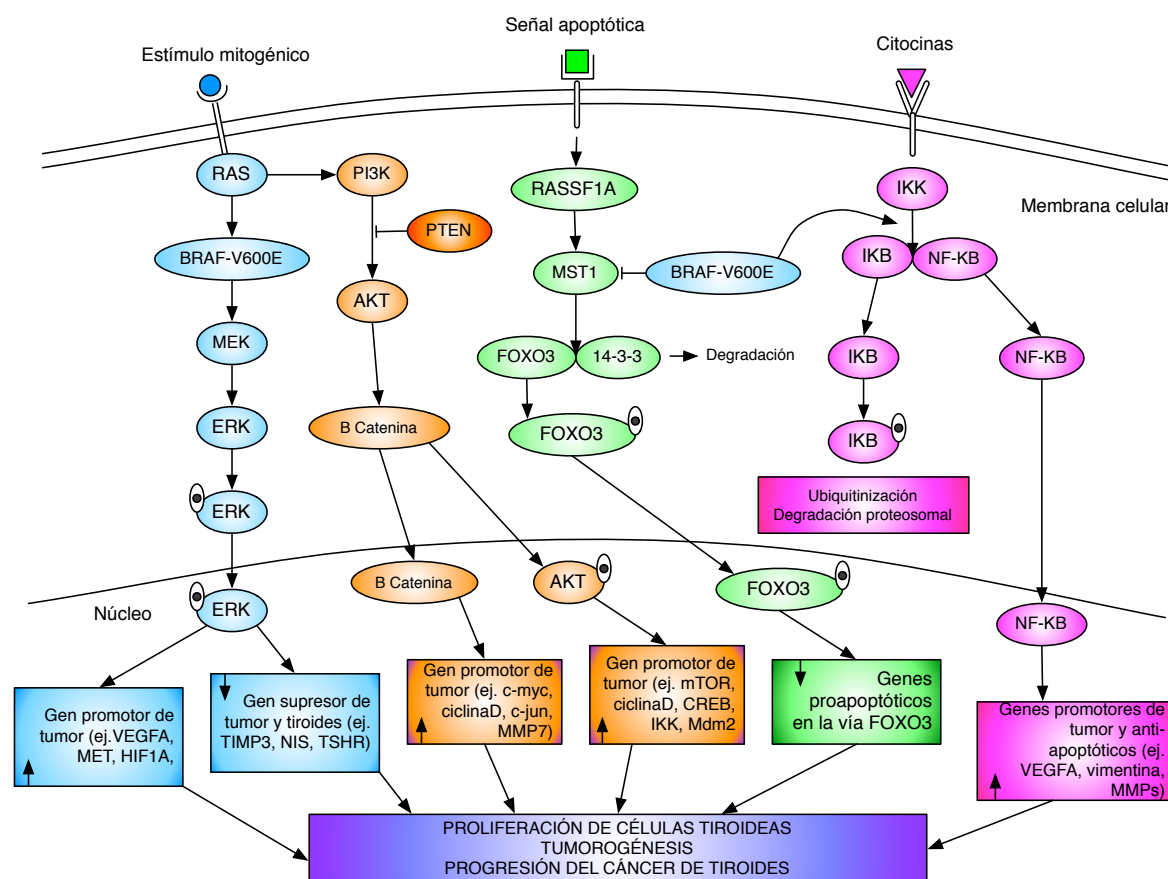 Señal apoptótica
Estímulo mitogénico
Citocinas
RAS
PI3K
RASSF1A
IKK
Membrana celular
PTEN
BRAF-V600E
MST1
BRAF-V600E
IKB
NF-KB
AKT
MEK
FOXO3
14-3-3
Degradación
IKB
NF-KB
ERK
B Catenina
FOXO3
IKB
ERK
Ubiquitinización
Degradación proteosomal
Núcleo
ERK
B Catenina
AKT
FOXO3
NF-KB
Gen promotor de
tumor (ej.VEGFA,
MET, HIF1A,
Gen supresor de
tumor y tiroides (ej.
TIMP3, NIS, TSHR)
Gen promotor de
tumor (ej. c-myc,
ciclinaD, c-jun,
MMP7)
Gen promotor de
tumor (ej. mTOR,
ciclinaD, CREB,
IKK, Mdm2
Genes
proapoptóticos
en la vía FOXO3
Genes promotores de
tumor y anti-
apoptóticos (ej.
VEGFA, vimentina,
MMPs)
PROLIFERACIÓN DE CÉLULAS TIROIDEAS
TUMOROGÉNESIS
PROGRESIÓN DEL CÁNCER DE TIROIDES